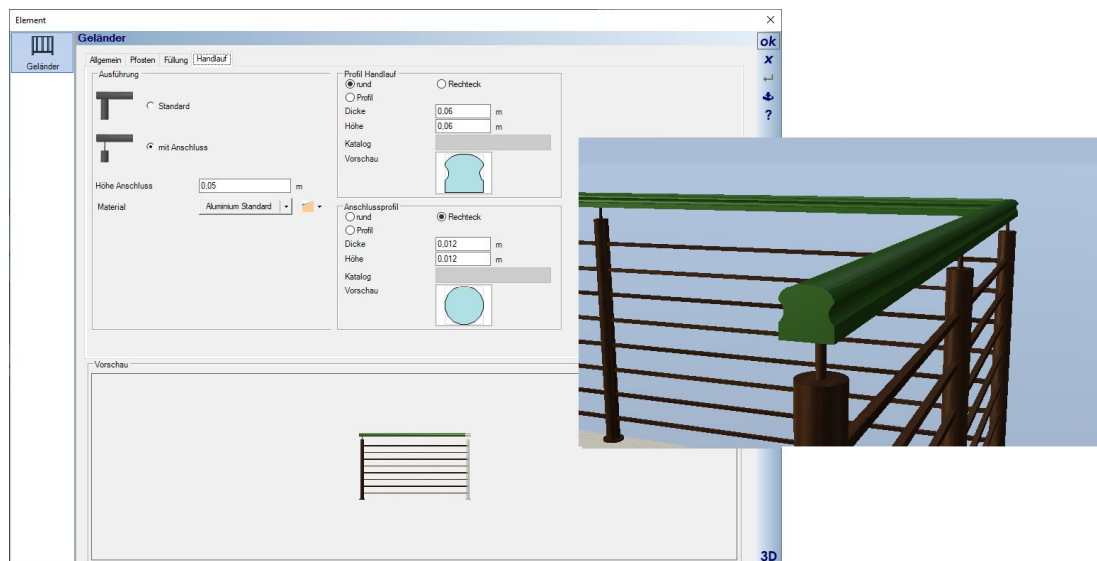 Element
Geländer
Geländer
Allgemein Pfosten Füllung Handlauf
Ausführung
Standard
mit Anschluss
Höhe Anschluss 0,05 m
Material Aluminium Standard
Profil Handlauf
rund Rechteck
Profil
Dicke 0,06 m
Höhe 0,06 m
Katalog
Vorschau
Anschlussprofil
rund Rechteck
Profil
Dicke 0,012 m
Höhe 0,012 m
Katalog
Vorschau
Vorschau
ok
x
?
3D